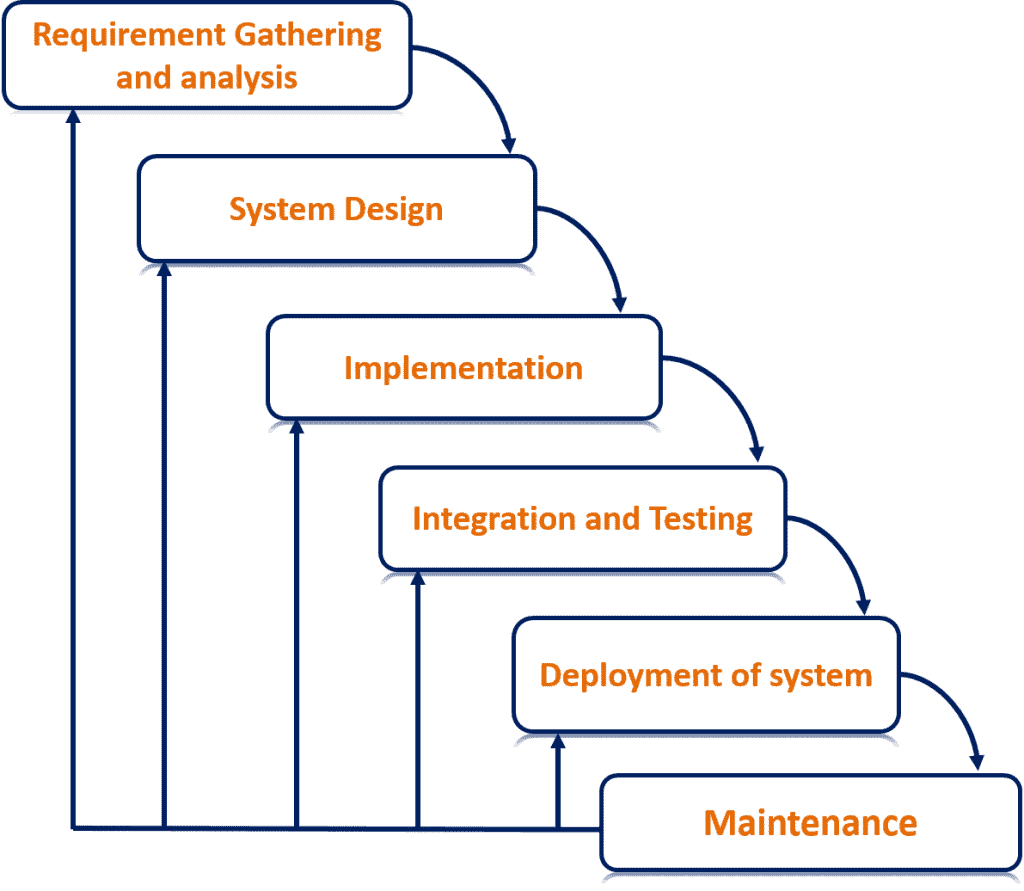 Requirement Gathering
and analysis
System Design
Implementation
Integration and Testing
Deployment of system
Maintenance